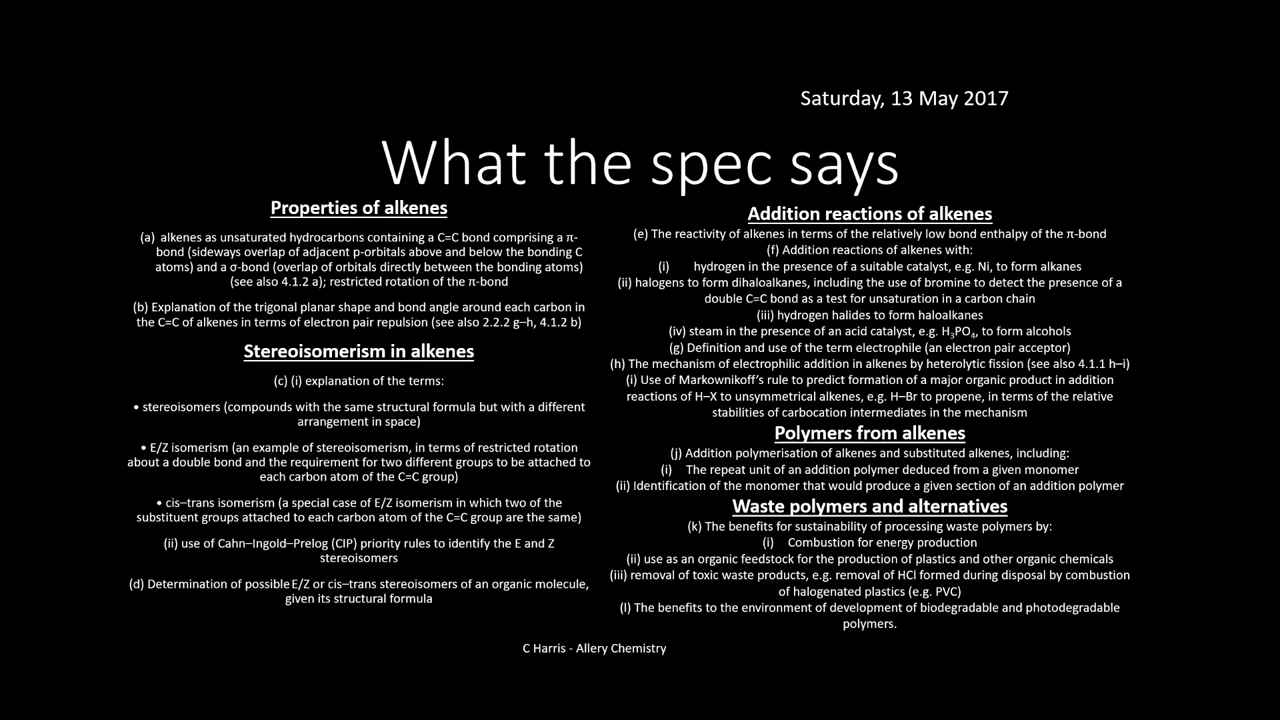 Saturday, 13 May 2017
What the spec says
Properties of alkenes
(a) alkenes as unsaturated hydrocarbons containing a C=C bond comprising a π-
bond (sideways overlap of adjacent p-orbitals above and below the bonding C
atoms) and a σ-bond (overlap of orbitals directly between the bonding atoms)
(see also 4.1.2 a); restricted rotation of the π-bond
(b) Explanation of the trigonal planar shape and bond angle around each carbon in
the C=C of alkenes in terms of electron pair repulsion (see also 2.2.2 g–h, 4.1.2 b)
Stereoisomerism in alkenes
(c) (i) explanation of the terms:
• stereoisomers (compounds with the same structural formula but with a different
arrangement in space)
• E/Z isomerism (an example of stereoisomerism, in terms of restricted rotation
about a double bond and the requirement for two different groups to be attached to
each carbon atom of the C=C group)
• cis–trans isomerism (a special case of E/Z isomerism in which two of the
substituent groups attached to each carbon atom of the C=C group are the same)
(ii) use of Cahn–Ingold–Prelog (CIP) priority rules to identify the E and Z
stereoisomers
(d) Determination of possible E/Z or cis–trans stereoisomers of an organic molecule,
given its structural formula
Addition reactions of alkenes
(e) The reactivity of alkenes in terms of the relatively low bond enthalpy of the π-bond
(f) Addition reactions of alkenes with:
(i) hydrogen in the presence of a suitable catalyst, e.g. Ni, to form alkanes
(ii) halogens to form dihaloalkanes, including the use of bromine to detect the presence of a
double C=C bond as a test for unsaturation in a carbon chain
(iii) hydrogen halides to form haloalkanes
(iv) steam in the presence of an acid catalyst, e.g. H₃PO₄, to form alcohols
(g) Definition and use of the term electrophile (an electron pair acceptor)
(h) The mechanism of electrophilic addition in alkenes by heterolytic fission (see also 4.1.1 h–i)
(i) Use of Markownikoff's rule to predict formation of a major organic product in addition
reactions of H–X to unsymmetrical alkenes, e.g. H–Br to propene, in terms of the relative
stabilities of carbocation intermediates in the mechanism
Polymers from alkenes
(j) Addition polymerisation of alkenes and substituted alkenes, including:
(i) The repeat unit of an addition polymer deduced from a given monomer
(ii) Identification of the monomer that would produce a given section of an addition polymer
Waste polymers and alternatives
(k) The benefits for sustainability of processing waste polymers by:
(i) Combustion for energy production
(ii) use as an organic feedstock for the production of plastics and other organic chemicals
(iii) removal of toxic waste products, e.g. removal of HCl formed during disposal by combustion
of halogenated plastics (e.g. PVC)
(l) The benefits to the environment of development of biodegradable and photodegradable
polymers.
C Harris - Allery Chemistry